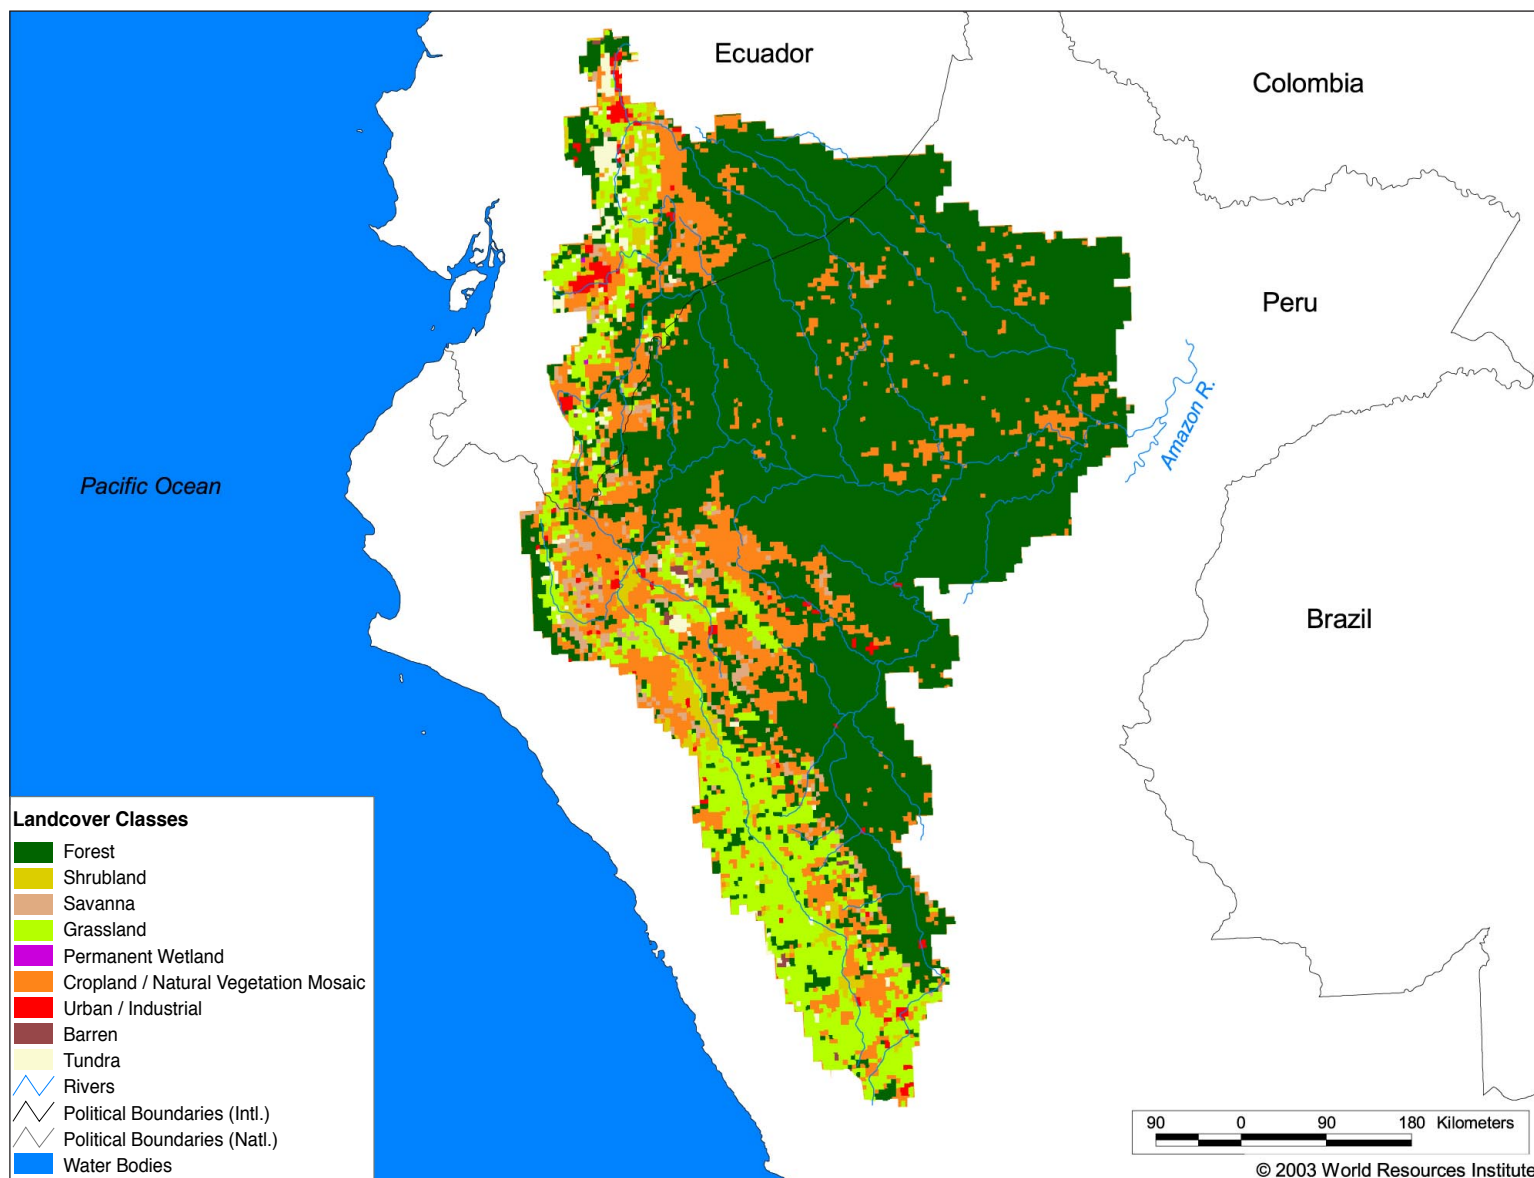 Ecuador
Colombia
Peru
Amazon R.
Pacific Ocean
Brazil
Landcover Classes
Forest
Shrubland
Savanna
Grassland
Permanent Wetland
Cropland / Natural Vegetation Mosaic
Urban / Industrial
Barren
Tundra
Rivers
Political Boundaries (Intl.)
Political Boundaries (Natl.)
Water Bodies
90 0 90 180 Kilometers
© 2003 World Resources Institute